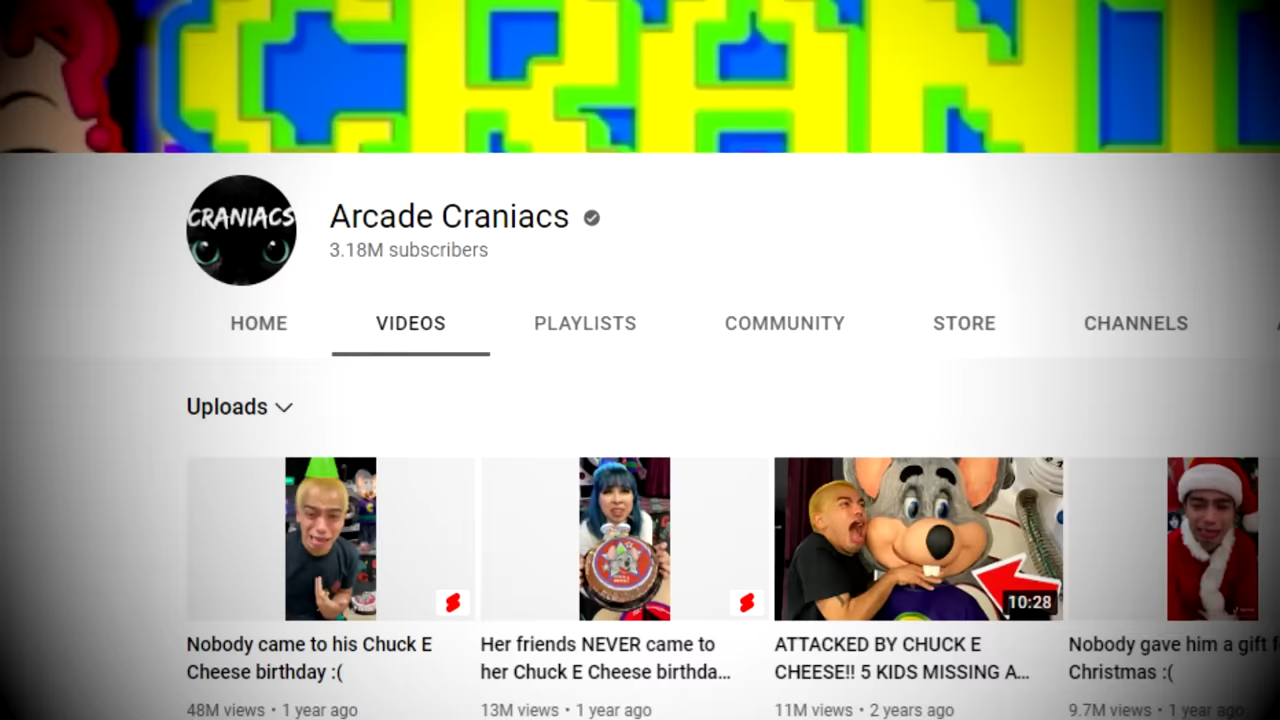 CRANI
CRANIACS
Arcade Craniacs
3.18M subscribers
HOME VIDEOS PLAYLISTS COMMUNITY STORE CHANNELS
Uploads
10:28
Nobody came to his Chuck E
Cheese birthday :(
48M views • 1 year ago
Her friends NEVER came to
her Chuck E Cheese birthda...
13M views • 1 year ago
ATTACKED BY CHUCK E
CHEESE!! 5 KIDS MISSING A...
11M views • 2 years ago
Nobody gave him a gift
Christmas :(
9.7M views • 1 year ago